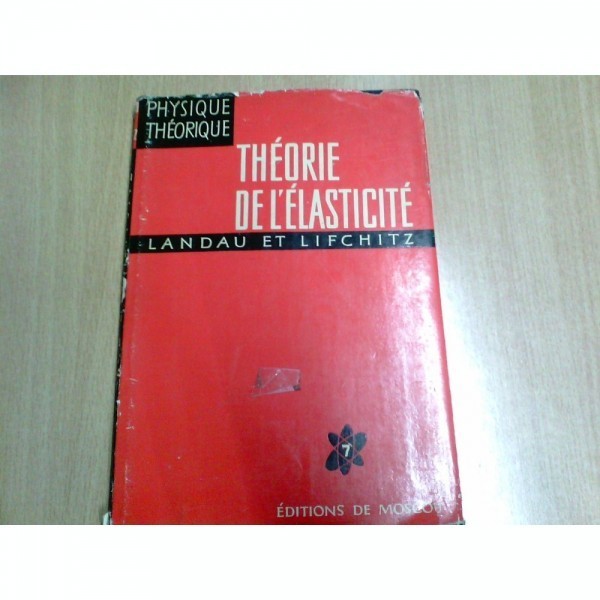 PHYSIQUE
THÉORIQUE
THÉORIE
DE L'ÉLASTICITÉ
LANDAU ET LIFCHITZ
7
ÉDITIONS DE MOSCOU